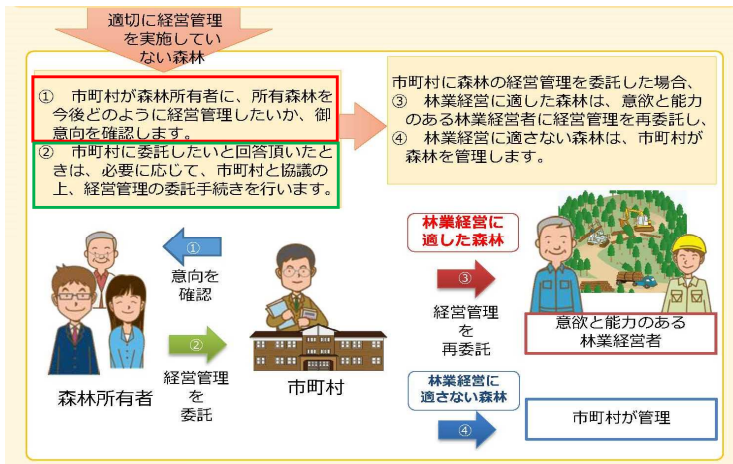 適切に経営管理
を実施してい
ない森林
① 市町村が森林所有者に、所有森林を
今後どのように経営管理したいか、御
意向を確認します。
② 市町村に委託したいと回答頂いたと
きは、必要に応じて、市町村と協議の
上、経営管理の委託手続きを行います。
市町村に森林の経営管理を委託した場合、
③ 林業経営に適した森林は、意欲と能力
のある林業経営者に経営管理を再委託し、
④ 林業経営に適さない森林は、市町村が
森林を管理します。
①
意向を
確認
②
経営管理
を
委託
森林所有者
市町村
林業経営に
適した森林
③
経営管理
を
再委託
意欲と能力のある
林業経営者
林業経営に
適さない森林
④
市町村が管理